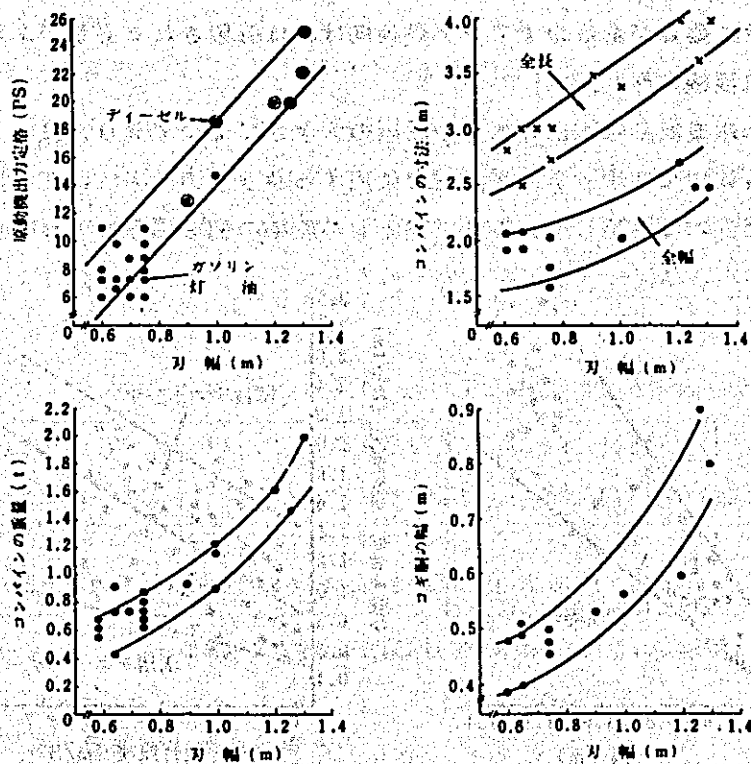 原動機出力定格 (PS)
26
24
22
20
18
16
14
12
10
8
6
0
ディーゼル
ガソリン
灯油
0.6 0.8 1.0 1.2 1.4
刃幅 (m)
コンバインの寸法 (m)
4.0
3.5
3.0
2.5
2.0
1.5
0
全長
全幅
0.6 0.8 1.0 1.2 1.4
刃幅 (m)
コンバインの重量 (t)
2.2
2.0
1.8
1.6
1.4
1.2
1.0
0.8
0.6
0.4
0.2
0
0.6 0.8 1.0 1.2 1.4
刃幅 (m)
コギ胴の幅 (m)
0.9
0.8
0.7
0.6
0.5
0.4
0
0.6 0.8 1.0 1.2 1.4
刃幅 (m)